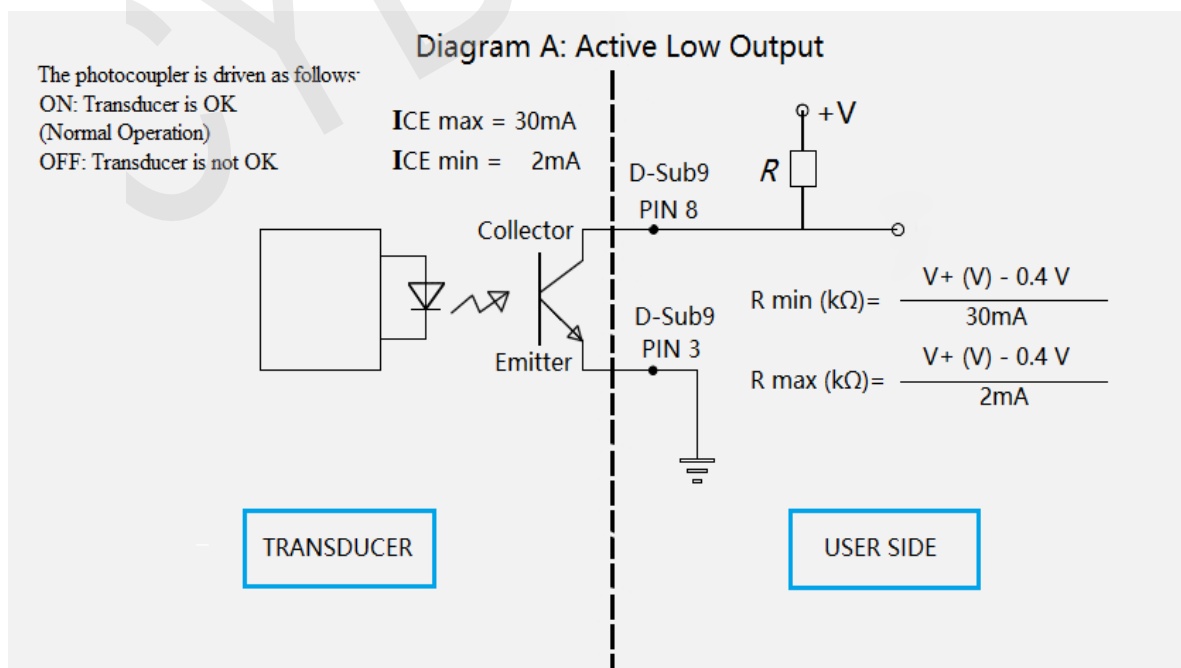 Diagram A: Active Low Output
The photocoupler is driven as follows:
ON: Transducer is OK
(Normal Operation)
OFF: Transducer is not OK
ICE max = 30mA
ICE min = 2mA
+V
R
D-Sub9
PIN 8
Collector
Emitter
D-Sub9
PIN 3
R min (kΩ)= V+ (V) - 0.4 V
30mA
R max (kΩ)= V+ (V) - 0.4 V
2mA
TRANSDUCER
USER SIDE